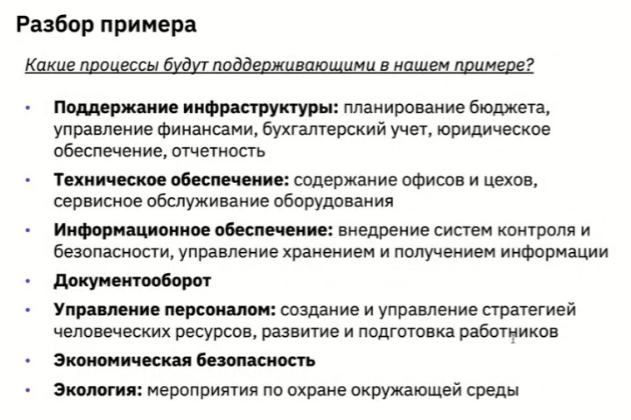 Разбор примера
Какие процессы будут поддерживающими в нашем примере?
• Поддержание инфраструктуры: планирование бюджета,
управление финансами, бухгалтерский учет, юридическое
обеспечение, отчетность
• Техническое обеспечение: содержание офисов и цехов,
сервисное обслуживание оборудования
• Информационное обеспечение: внедрение систем контроля и
безопасности, управление хранением и получением информации
• Документооборот
• Управление персоналом: создание и управление стратегией
человеческих ресурсов, развитие и подготовка работников
• Экономическая безопасность
• Экология: мероприятия по охране окружающей среды